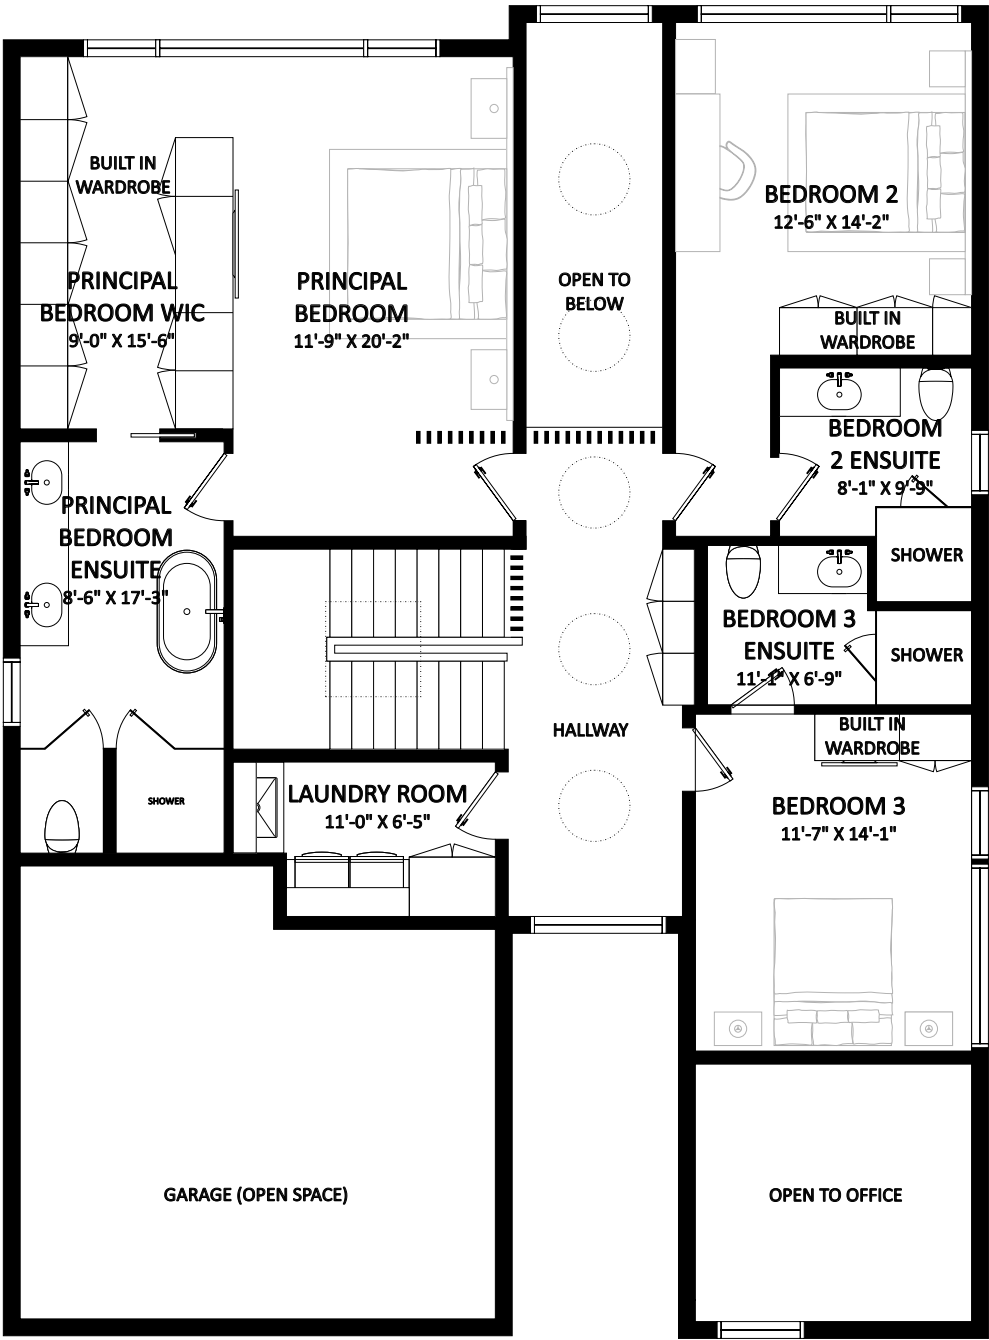 BUILT IN
WARDROBE
PRINCIPAL
BEDROOM WIC
9'-0" X 15'-6"
PRINCIPAL
BEDROOM
11'-9" X 20'-2"
OPEN TO
BELOW
BEDROOM 2
12'-6" X 14'-2"
BUILT IN
WARDROBE
BEDROOM
2 ENSUITE
8'-1" X 9'-9"
SHOWER
PRINCIPAL
BEDROOM
ENSUITE
8'-6" X 17'-3"
BEDROOM 3
ENSUITE
11'-1" X 6'-9"
SHOWER
HALLWAY
BUILT IN
WARDROBE
SHOWER
LAUNDRY ROOM
11'-0" X 6'-5"
BEDROOM 3
11'-7" X 14'-1"
GARAGE (OPEN SPACE)
OPEN TO OFFICE